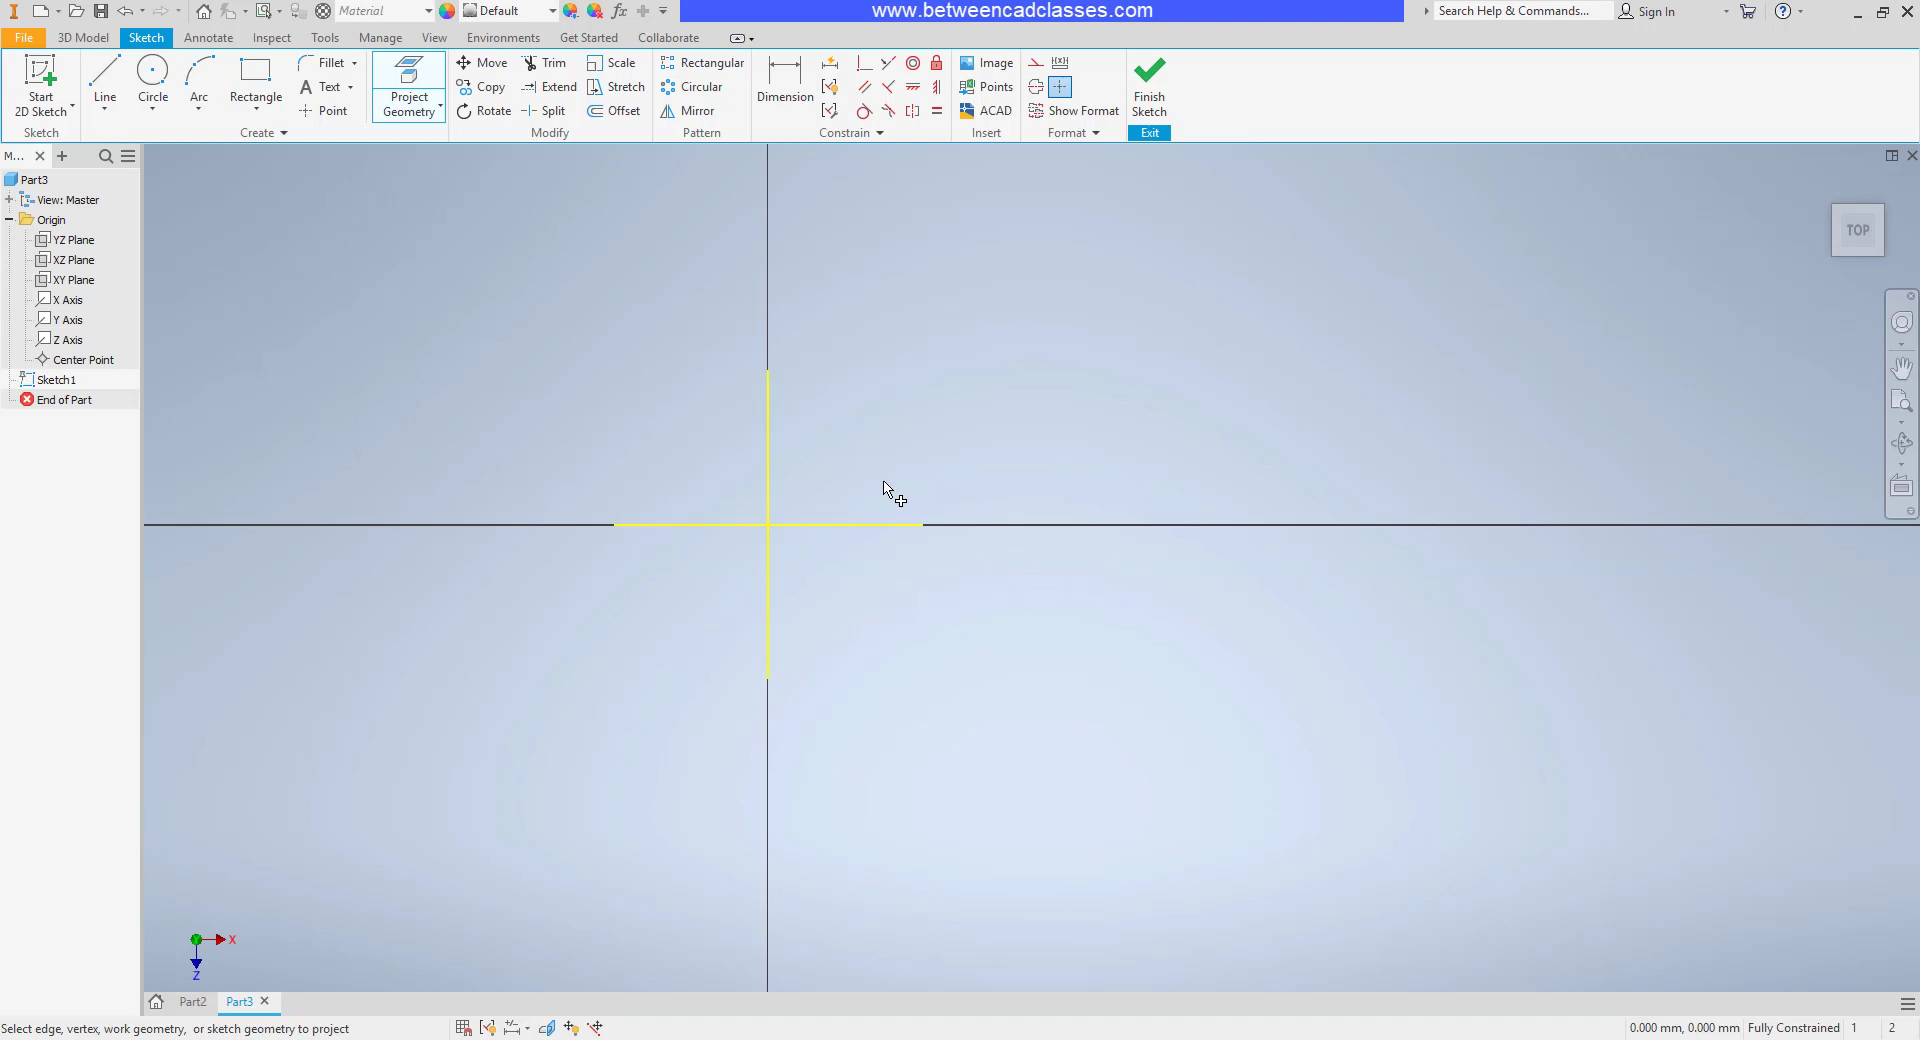 Material
Default
www.betweencadclasses.com
Search Help & Commands...
Sign In
File
3D Model
Sketch
Annotate
Inspect
Tools
Manage
View
Environments
Get Started
Collaborate
Start
2D Sketch
Line
Circle
Arc
Rectangle
Fillet
Text
Point
Project
Geometry
Move
Copy
Rotate
Trim
Extend
Split
Scale
Stretch
Offset
Rectangular
Circular
Mirror
Dimension
Image
Points
ACAD
Show Format
Finish
Sketch
Sketch
Create
Modify
Pattern
Constrain
Insert
Format
Exit
M...
Part3
View: Master
Origin
YZ Plane
XZ Plane
XY Plane
X Axis
Y Axis
Z Axis
Center Point
Sketch1
End of Part
TOP
X
Z
Part2
Part3
Select edge, vertex, work geometry, or sketch geometry to project
0.000 mm, 0.000 mm
Fully Constrained
1
2